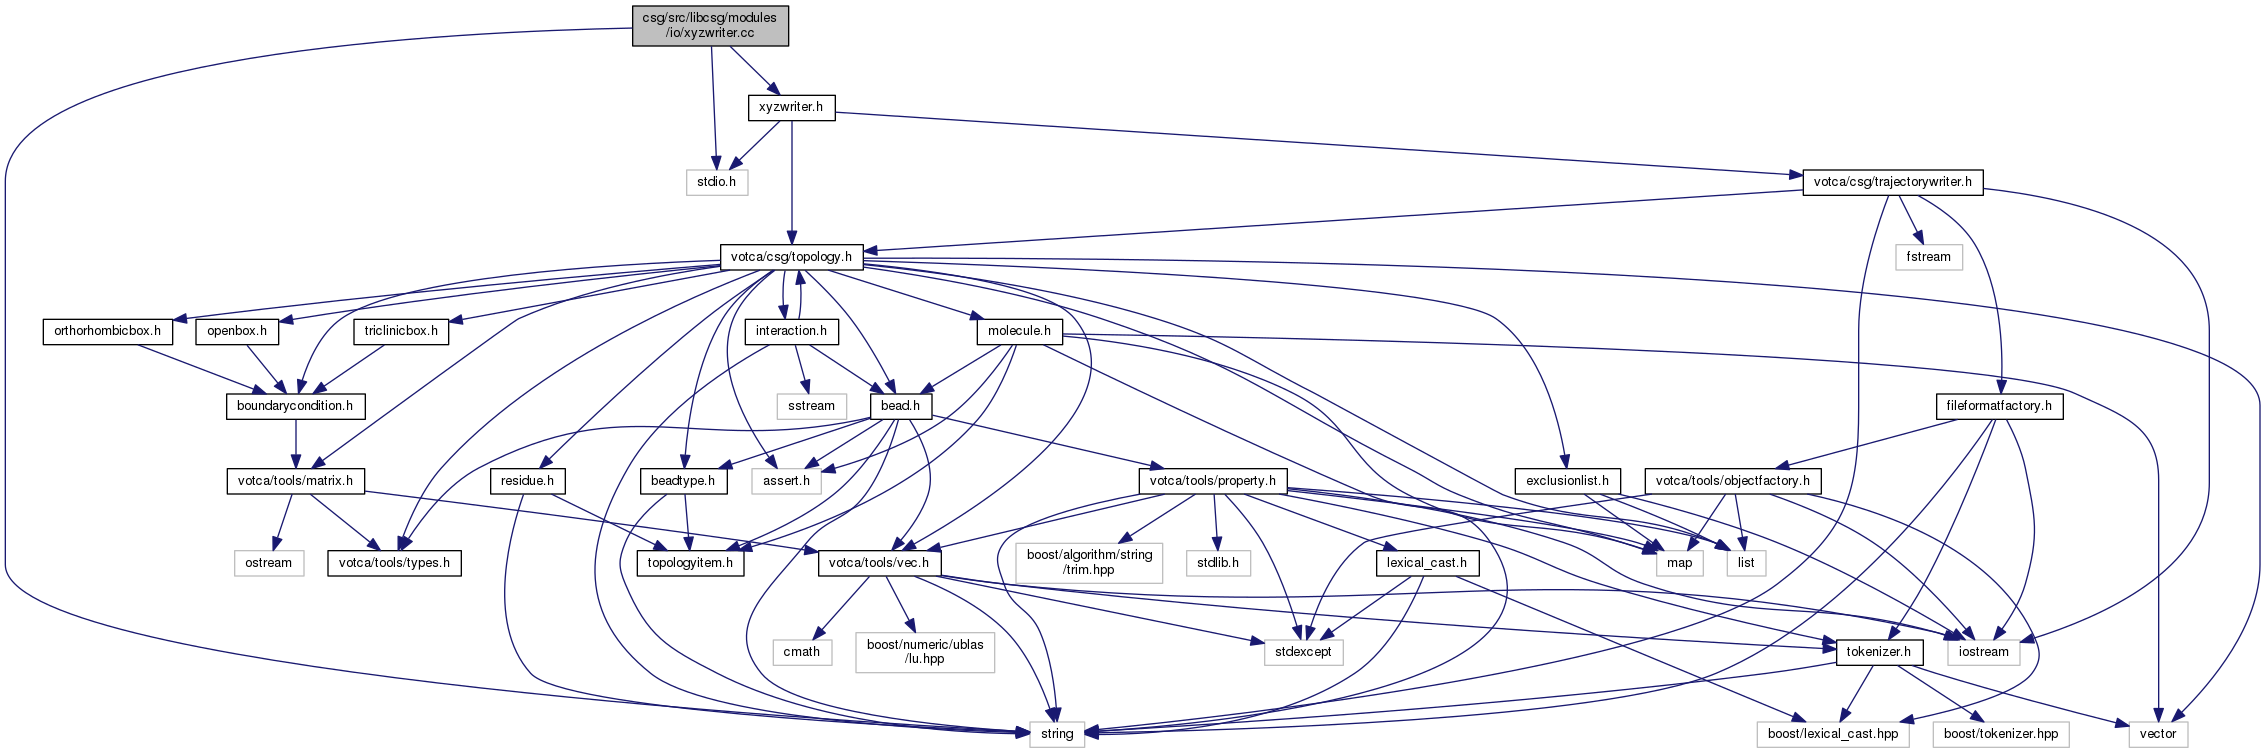 csg/src/libcsg/modules
/io/xyzwriter.cc
xyzwriter.h
stdio.h
votca/csg/trajectorywriter.h
votca/csg/topology.h
fstream
orthorhombicbox.h
openbox.h
triclinicbox.h
interaction.h
molecule.h
boundarycondition.h
sstream
bead.h
fileformatfactory.h
votca/tools/matrix.h
residue.h
beadtype.h
assert.h
votca/tools/property.h
exclusionlist.h
votca/tools/objectfactory.h
ostream
votca/tools/types.h
topologyitem.h
votca/tools/vec.h
boost/algorithm/string
/trim.hpp
stdlib.h
lexical_cast.h
map
list
cmath
boost/numeric/ublas
/lu.hpp
stdexcept
tokenizer.h
iostream
string
boost/lexical_cast.hpp
boost/tokenizer.hpp
vector